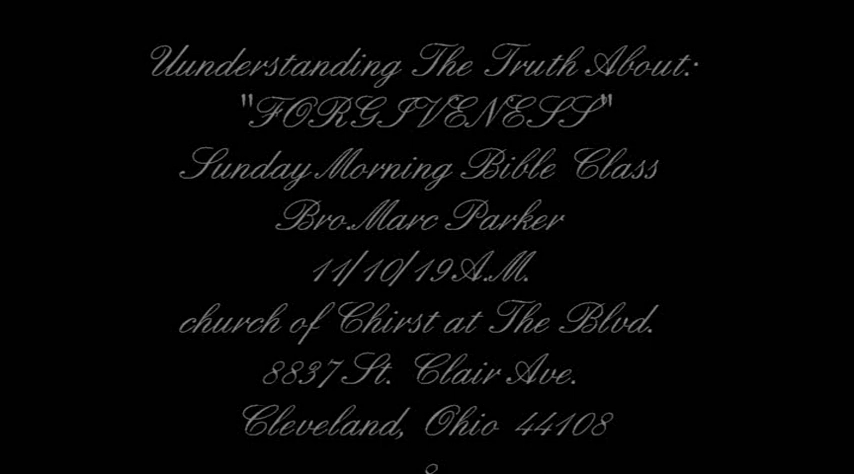 Uunderstanding The Truth About:
"FORGIVENESS"
Sunday Morning Bible Class
Bro.Marc Parker
11/10/19A.M.
church of Chirst at The Blvd.
8837 St. Clair Ave.
Cleveland, Ohio 44108